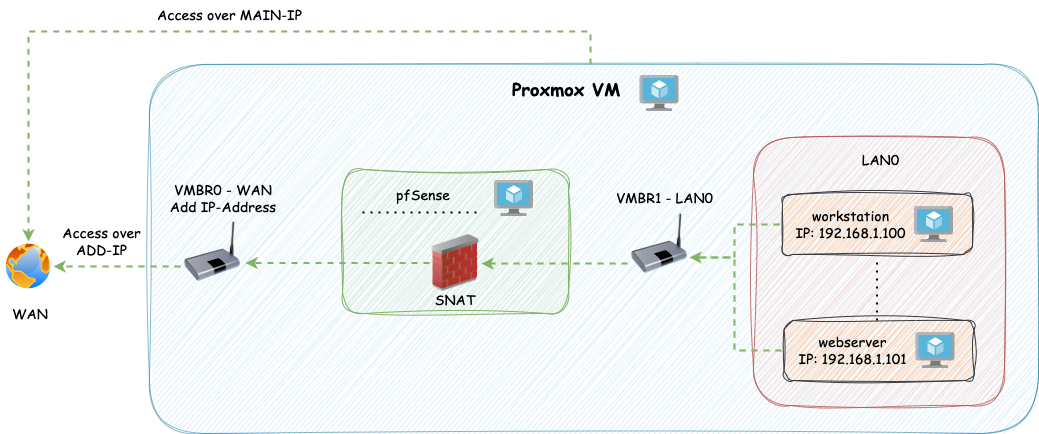 Access over MAIN-IP
Proxmox VM
LAN0
VMBR0 - WAN
Add IP-Address
pfSense
VMBR1 - LAN0
workstation
IP: 192.168.1.100
Access over
ADD-IP
WAN
SNAT
webserver
IP: 192.168.1.101